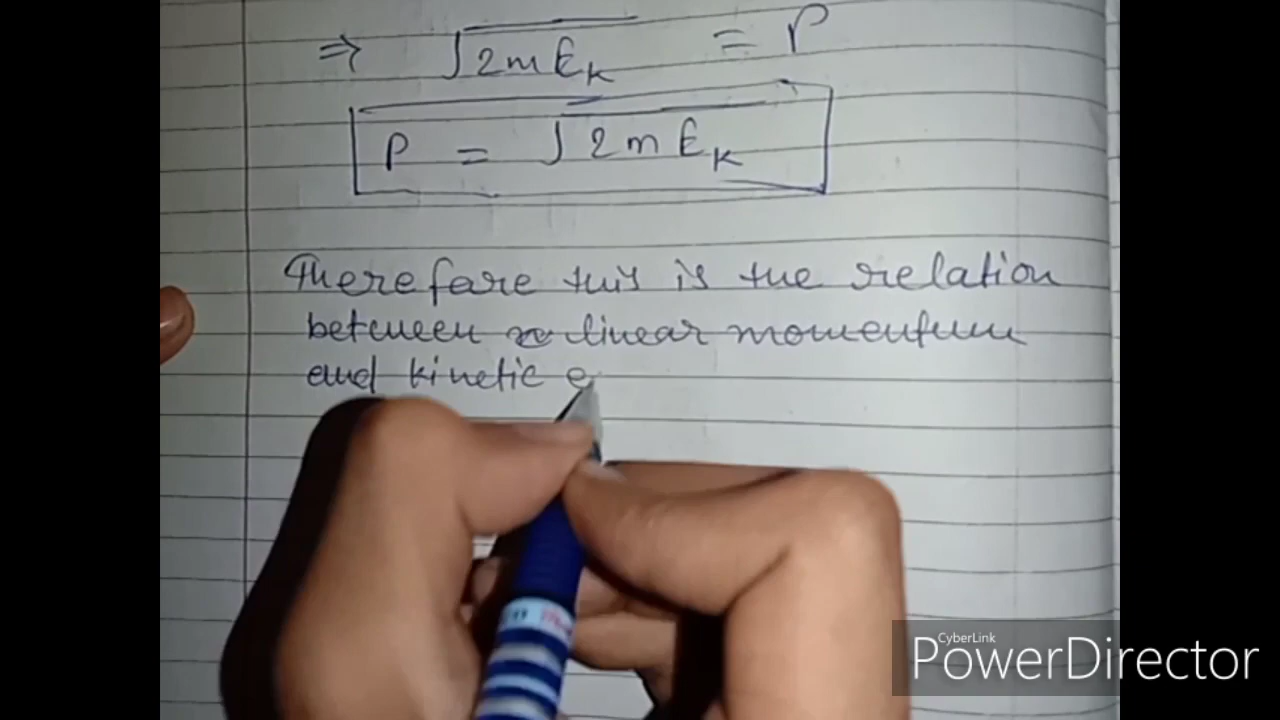 ⇒ √2mEₖ = P
P = √2mEₖ
Therefare this is the relation
between linear momentum
and kinetic e
CyberLink
PowerDirector